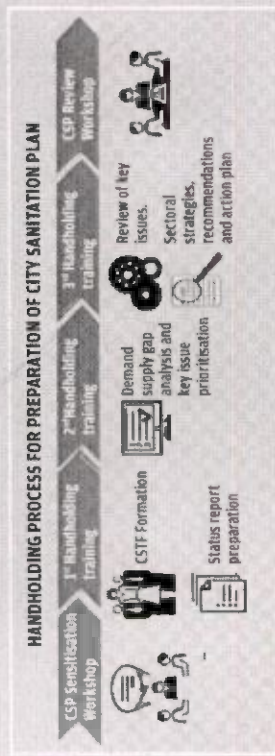 HANDHOLDING PROCESS FOR PREPARATION OF CITY SANITATION PLAN
CSP Sensitisation
Workshop
1st Handholding
training
2nd Handholding
training
3rd Handholding
training
CSP Review
Workshop
CSTF Formation
Status report
preparation
Demand
supply gap
analysis and
key issue
prioritisation
Review of key
issues.
Sectoral
strategies,
recommendations
and action plan